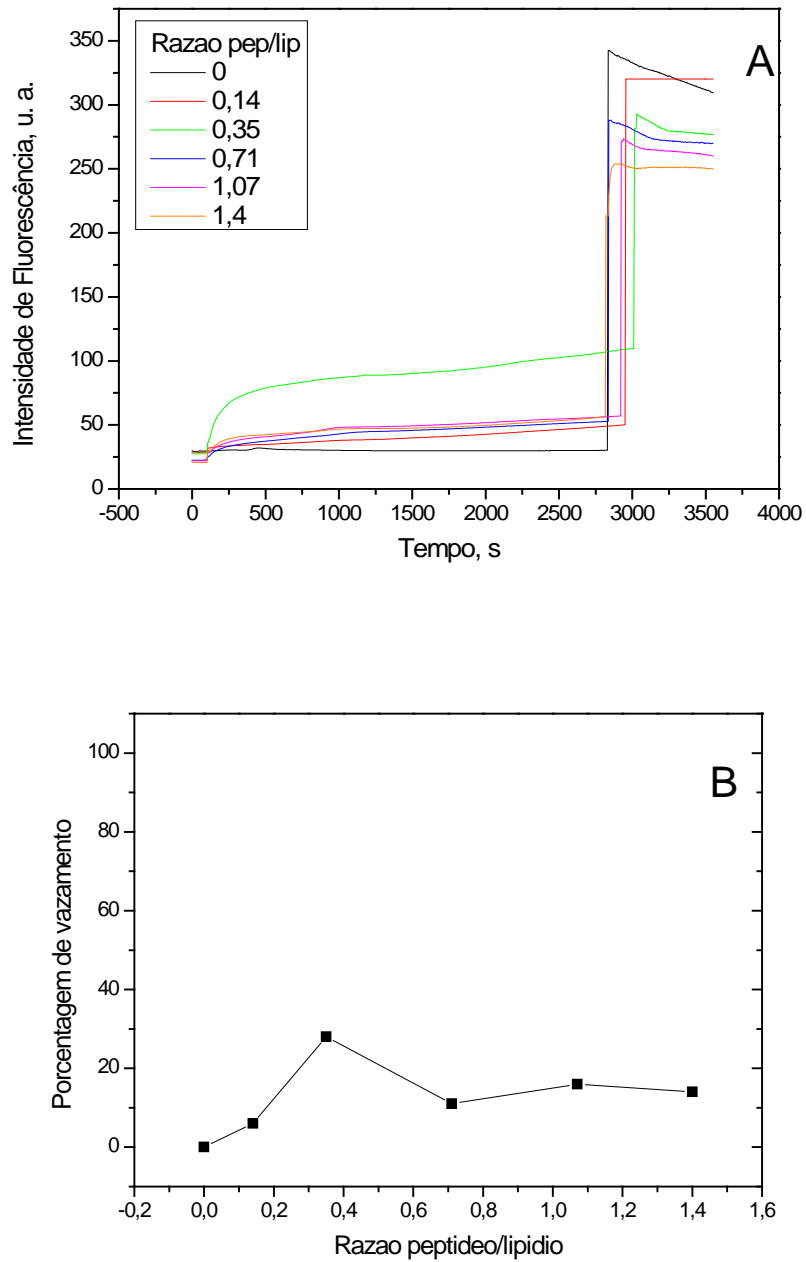 A
Razao pep/lip
0
0,14
0,35
0,71
1,07
1,4
Intensidade de Fluorescência, u. a.
350
300
250
200
150
100
50
0
-500 0 500 1000 1500 2000 2500 3000 3500 4000
Tempo, s
B
Porcentagem de vazamento
100
80
60
40
20
0
-0,2 0,0 0,2 0,4 0,6 0,8 1,0 1,2 1,4 1,6
Razao peptideo/lipidio